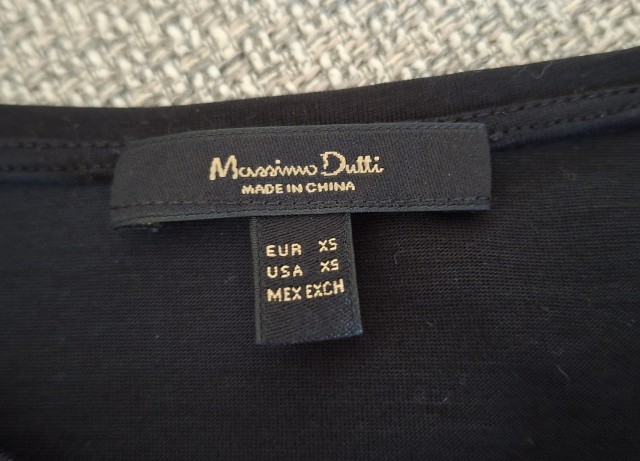 Massimo Dutti
MADE IN CHINA
EUR XS
USA XS
MEX EXCH